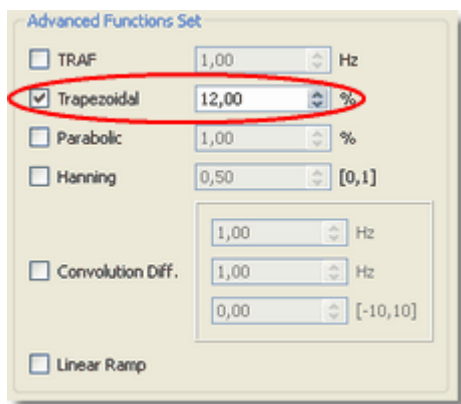 Advanced Functions Set
TRAF 1,00 Hz
Trapezoidal 12,00 %
Parabolic 1,00 %
Hanning 0,50 [0,1]
1,00 Hz
Convolution Diff. 1,00 Hz
0,00 [-10,10]
Linear Ramp